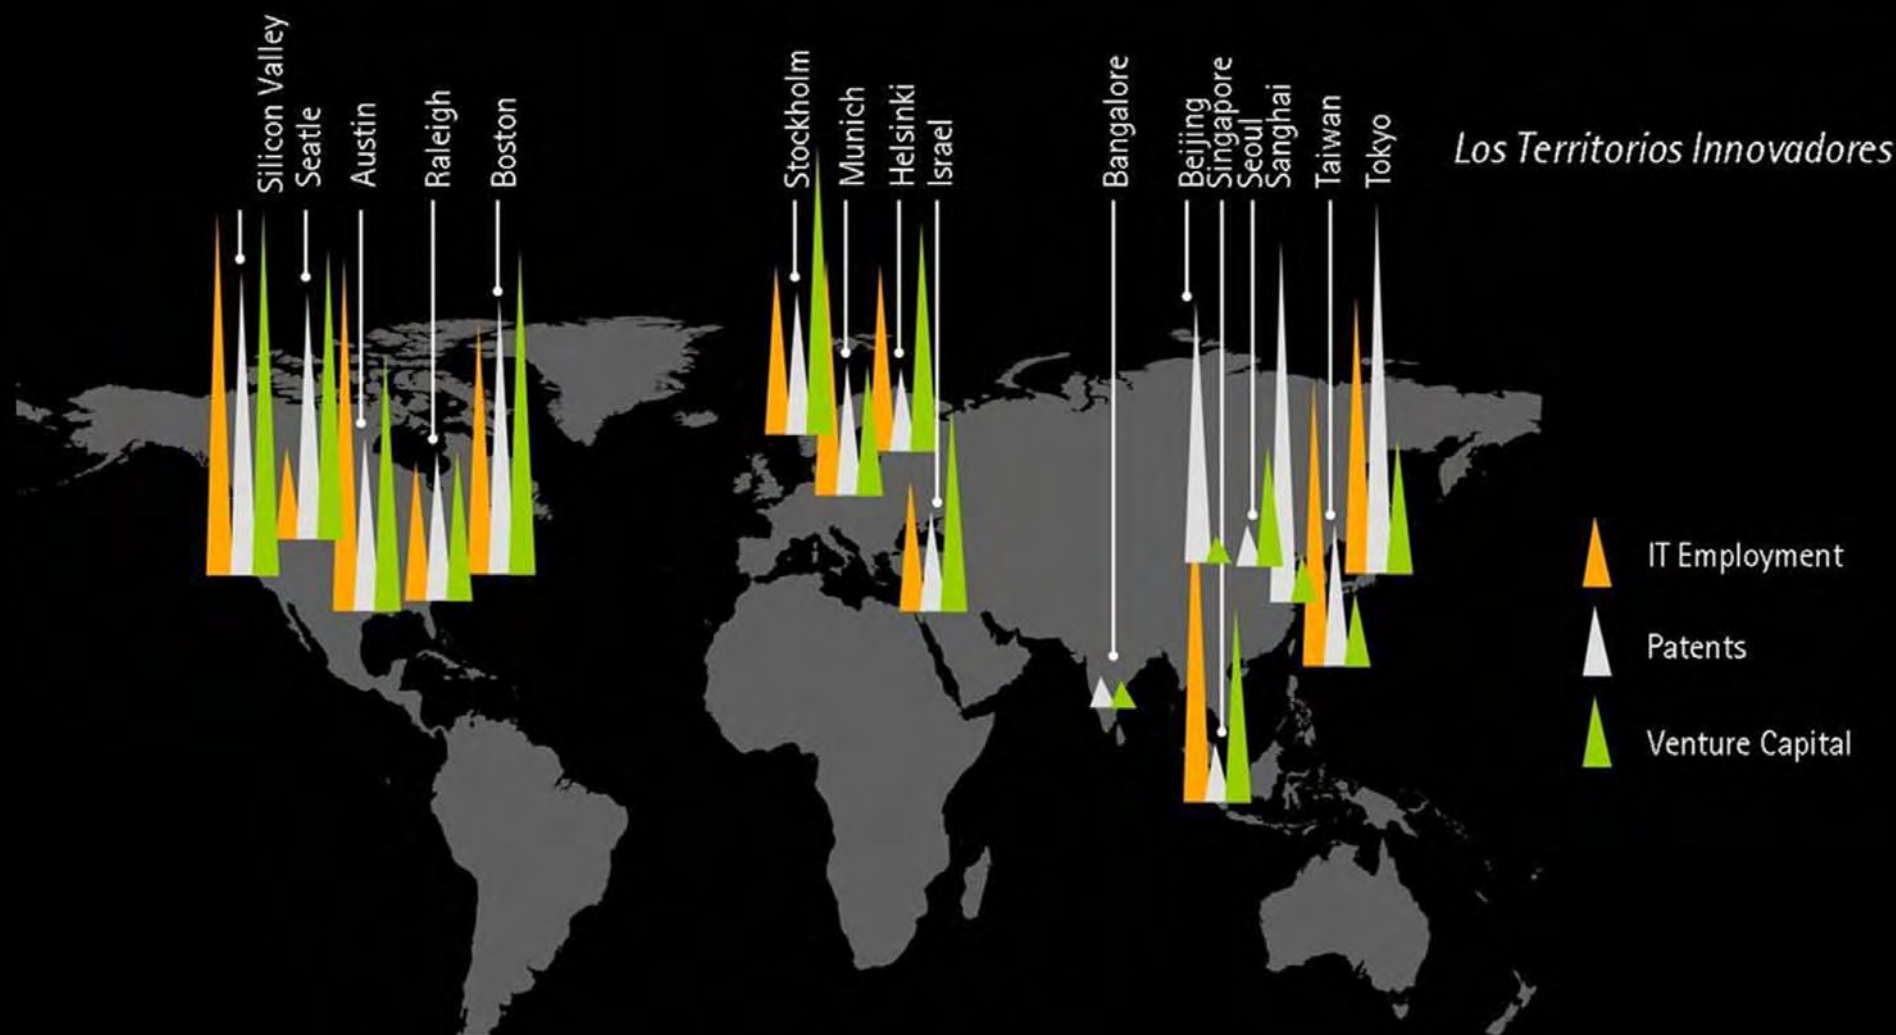 Silicon Valley
Seatle
Austin
Raleigh
Boston
Stockholm
Munich
Helsinki
Israel
Bangalore
Beijing
Singapore
Seoul
Sanghai
Taiwan
Tokyo
Los Territorios Innovadores
IT Employment
Patents
Venture Capital